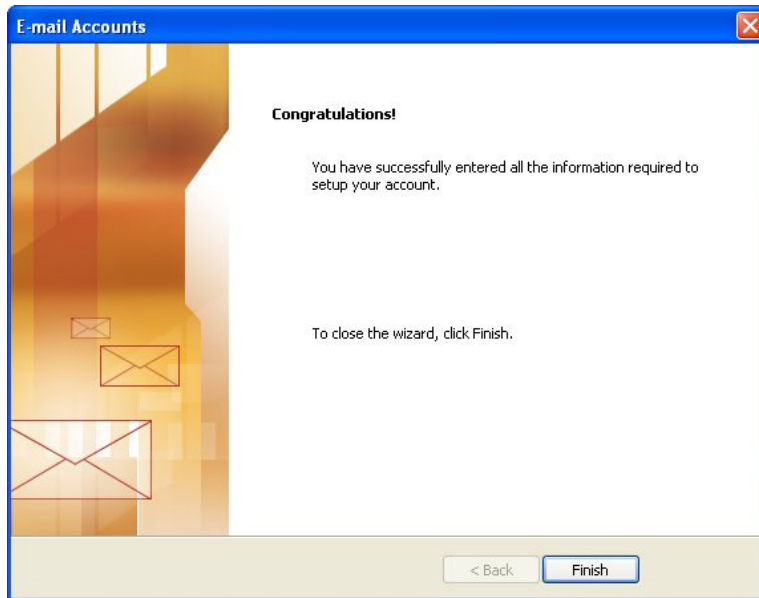 E-mail Accounts
Congratulations!
You have successfully entered all the information required to
setup your account.
To close the wizard, click Finish.
< Back
Finish